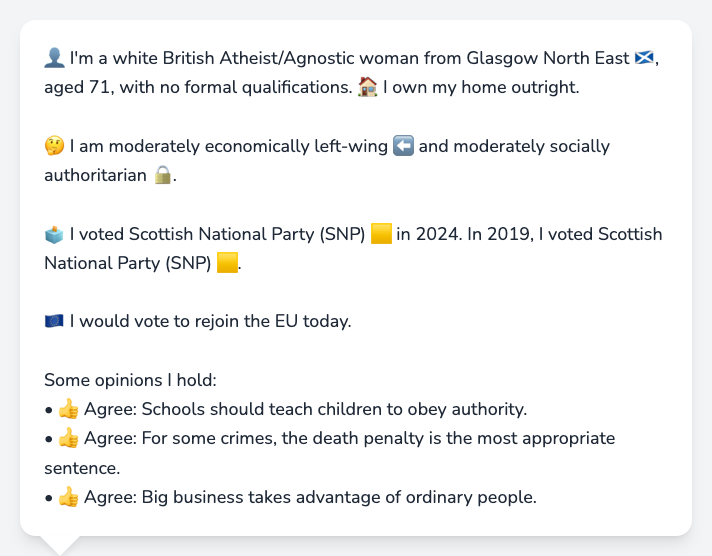 👤 I'm a white British Atheist/Agnostic woman from Glasgow North East 🏴󠁧󠁢󠁳󠁣󠁴󠁿,
aged 71, with no formal qualifications. 🏠 I own my home outright.
🤔 I am moderately economically left-wing ⬅️ and moderately socially
authoritarian 🔒.
🗳️ I voted Scottish National Party (SNP) 🟨 in 2024. In 2019, I voted Scottish
National Party (SNP) 🟨.
🇪🇺 I would vote to rejoin the EU today.
Some opinions I hold:
• 👍 Agree: Schools should teach children to obey authority.
• 👍 Agree: For some crimes, the death penalty is the most appropriate
sentence.
• 👍 Agree: Big business takes advantage of ordinary people.